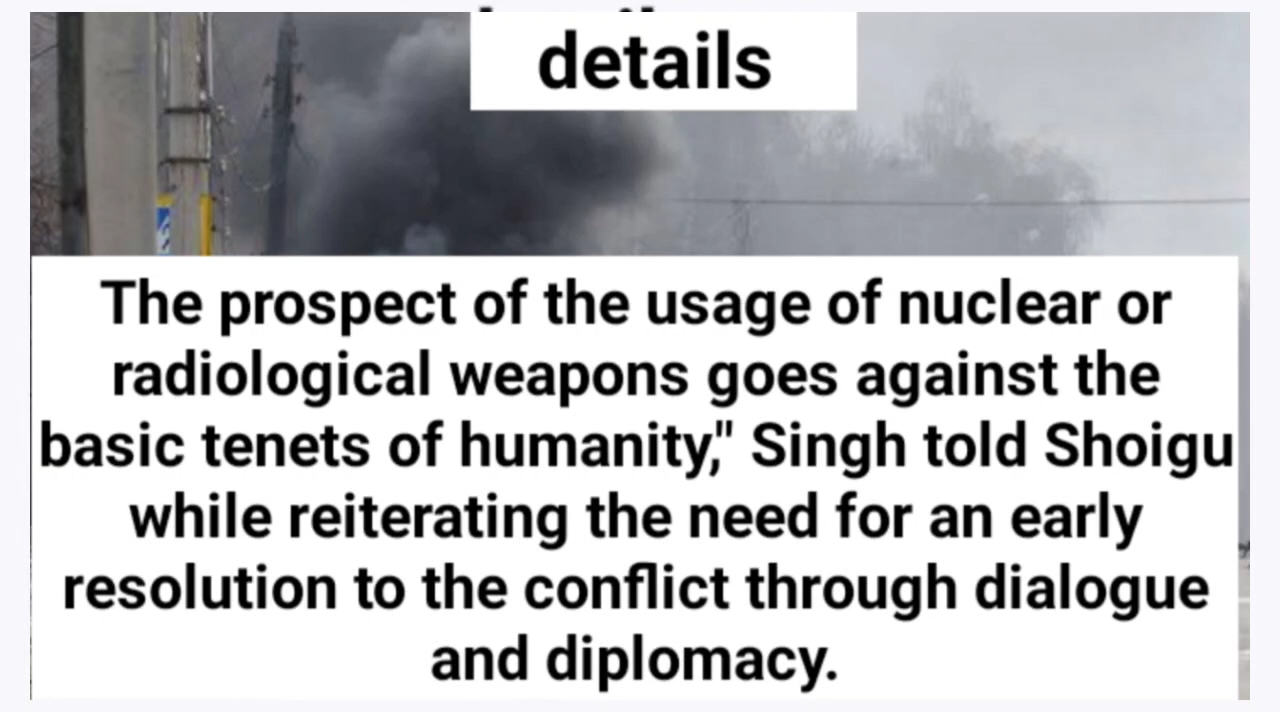 details
The prospect of the usage of nuclear or
radiological weapons goes against the
basic tenets of humanity," Singh told Shoigu
while reiterating the need for an early
resolution to the conflict through dialogue
and diplomacy.